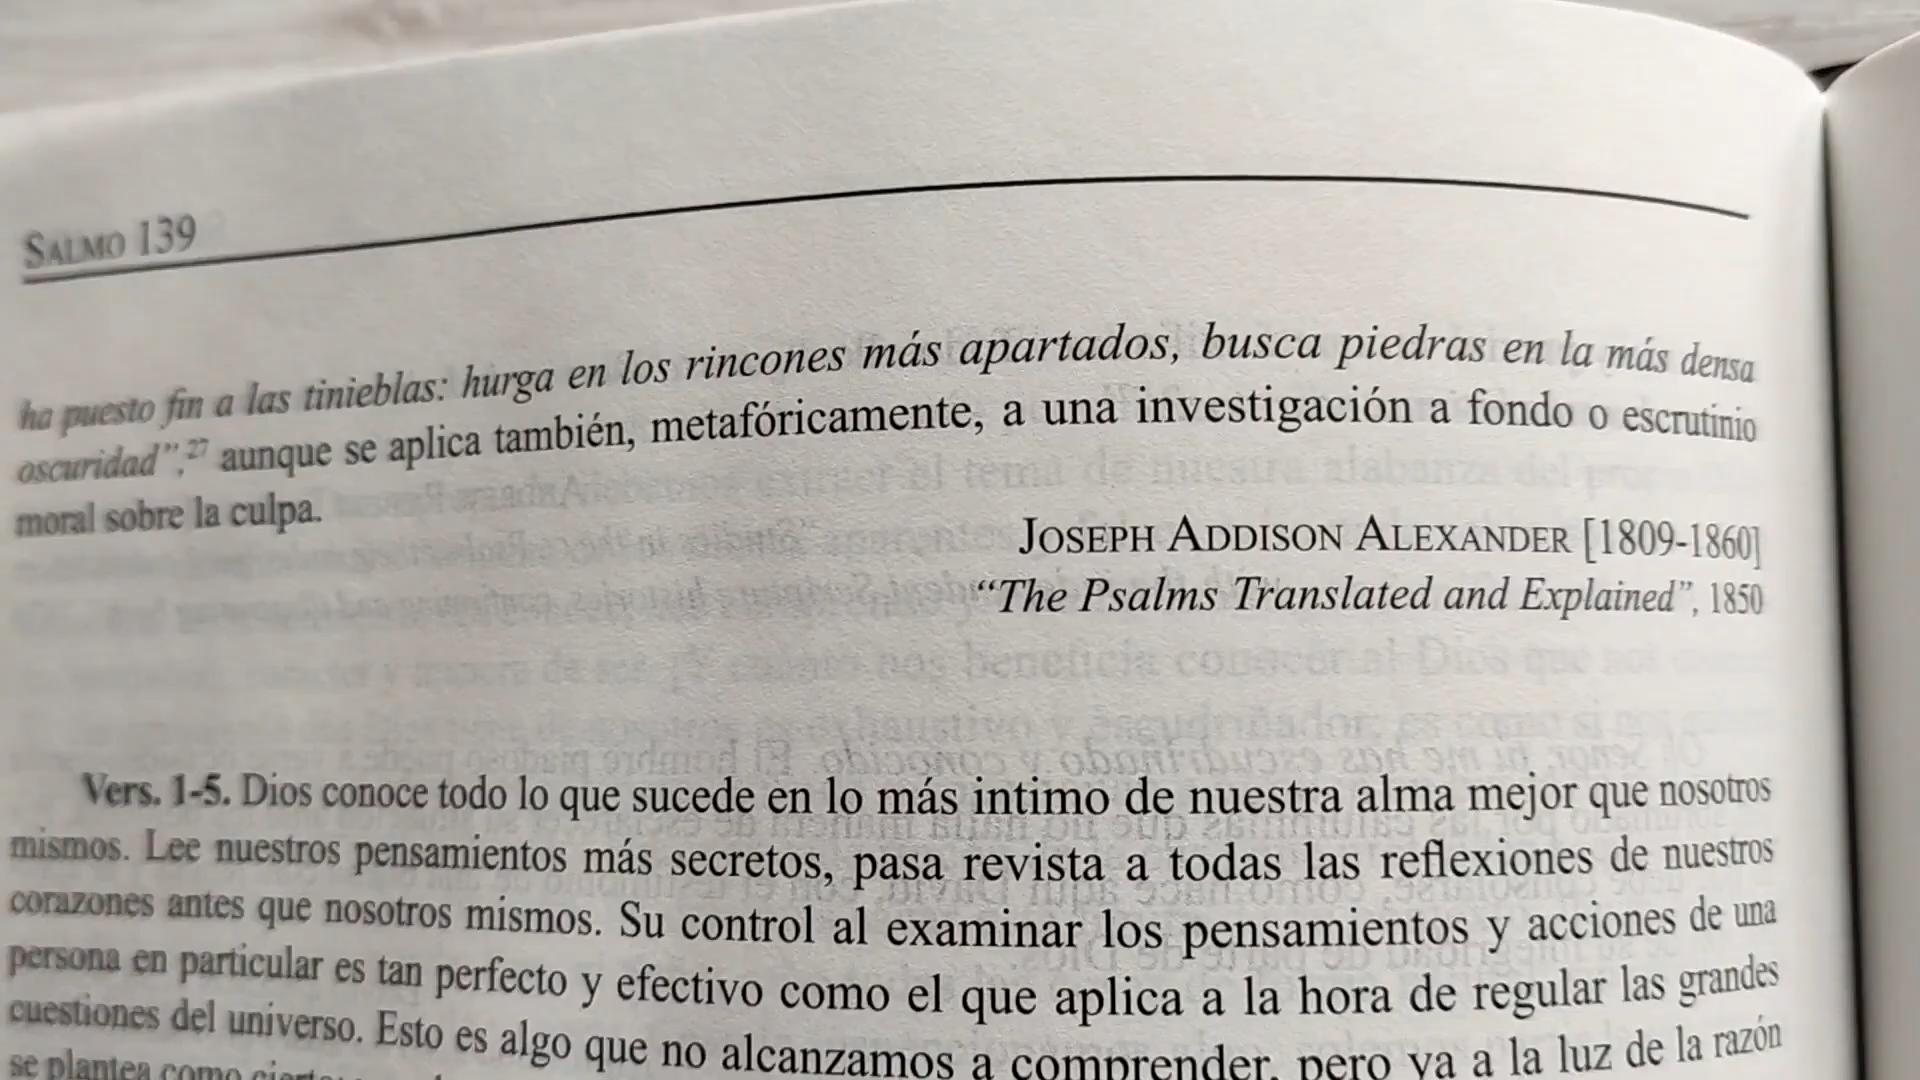 SALMO 139
ha puesto fin a las tinieblas: hurga en los rincones más apartados, busca piedras en la más densa
oscuridad”,27 aunque se aplica también, metafóricamente, a una investigación a fondo o escrutinio
moral sobre la culpa.
JOSEPH ADDISON ALEXANDER [1809-1860]
“The Psalms Translated and Explained”, 1850
Vers. 1-5. Dios conoce todo lo que sucede en lo más intimo de nuestra alma mejor que nosotros
mismos. Lee nuestros pensamientos más secretos, pasa revista a todas las reflexiones de nuestros
corazones antes que nosotros mismos. Su control al examinar los pensamientos y acciones de una
persona en particular es tan perfecto y efectivo como el que aplica a la hora de regular las grandes
cuestiones del universo. Esto es algo que no alcanzamos a comprender, pero va a la luz de la razón
se plantea como